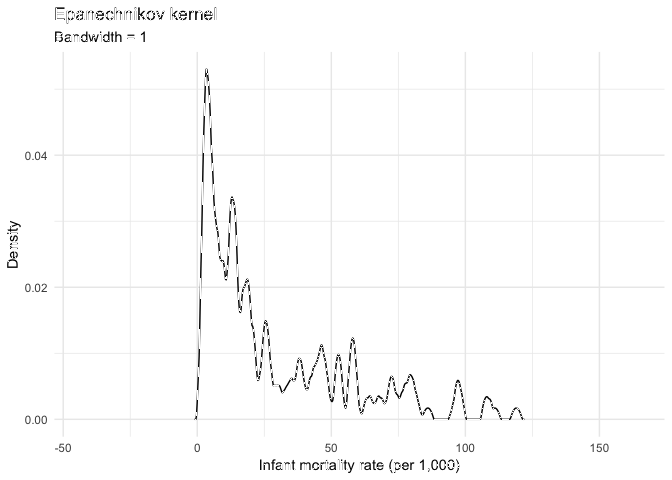 Epanechnikov kernel
Bandwidth = 1
0.04
0.02
0.00
Density
-50 0 50 100 150
Infant mortality rate (per 1,000)